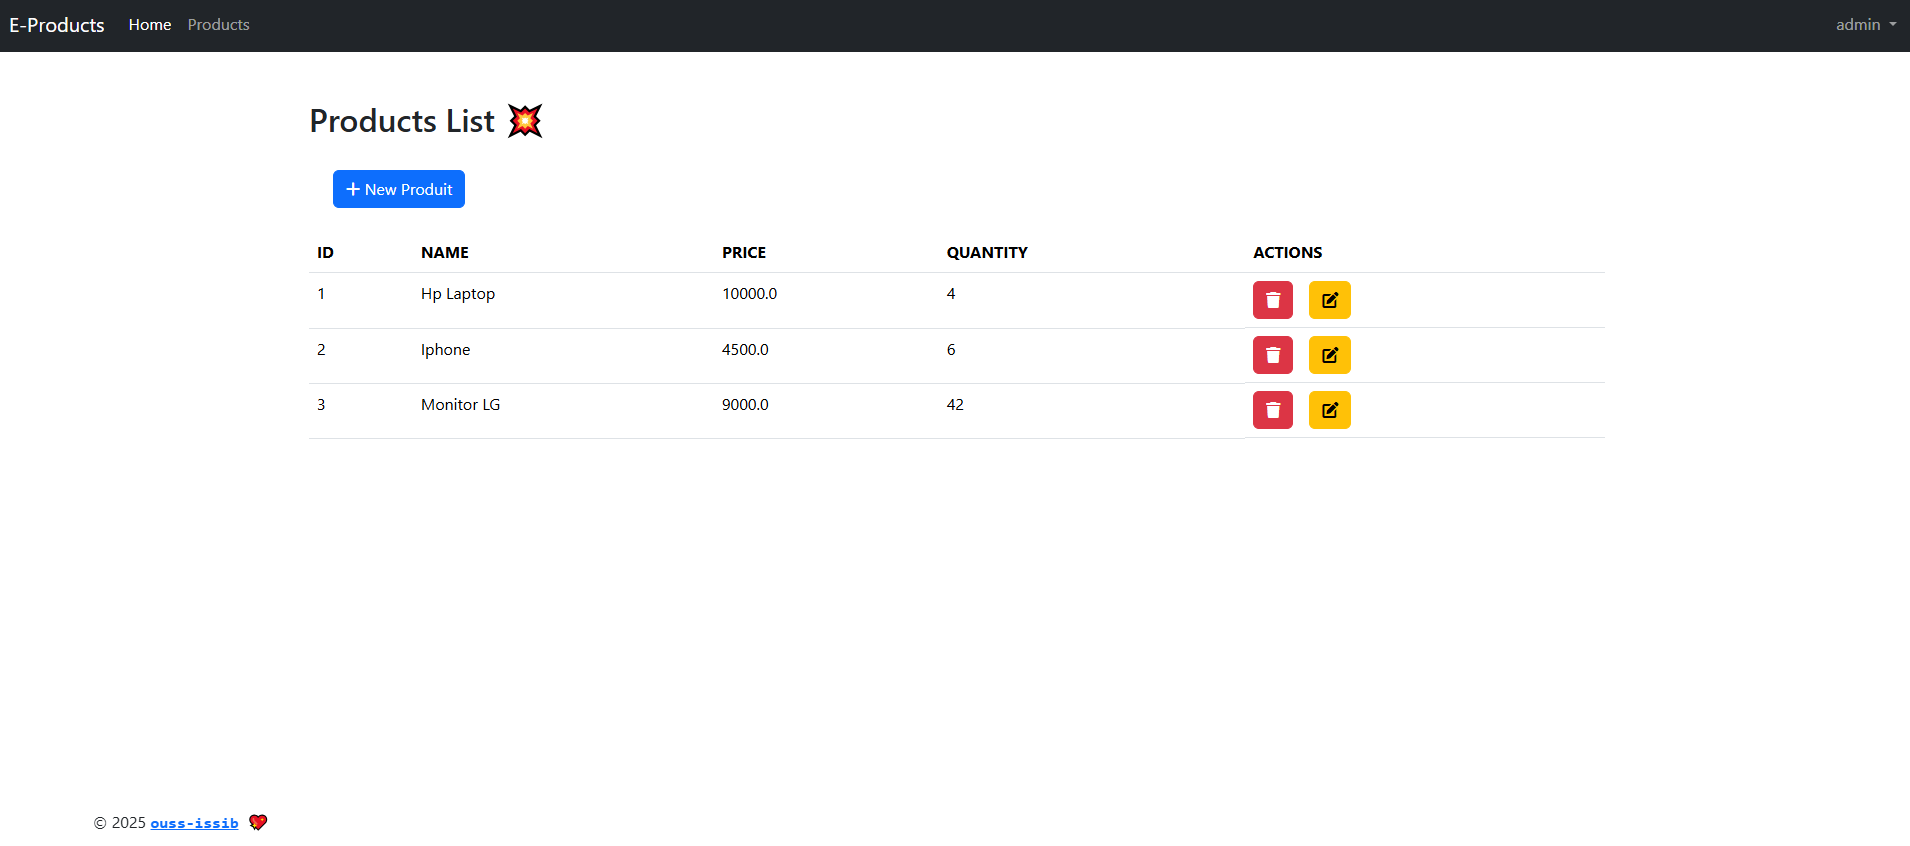 E-Products Home Products admin
Products List 💥
New Produit
ID NAME PRICE QUANTITY ACTIONS
1 Hp Laptop 10000.0 4
2 Iphone 4500.0 6
3 Monitor LG 9000.0 42
© 2025 ouss-issib 💖